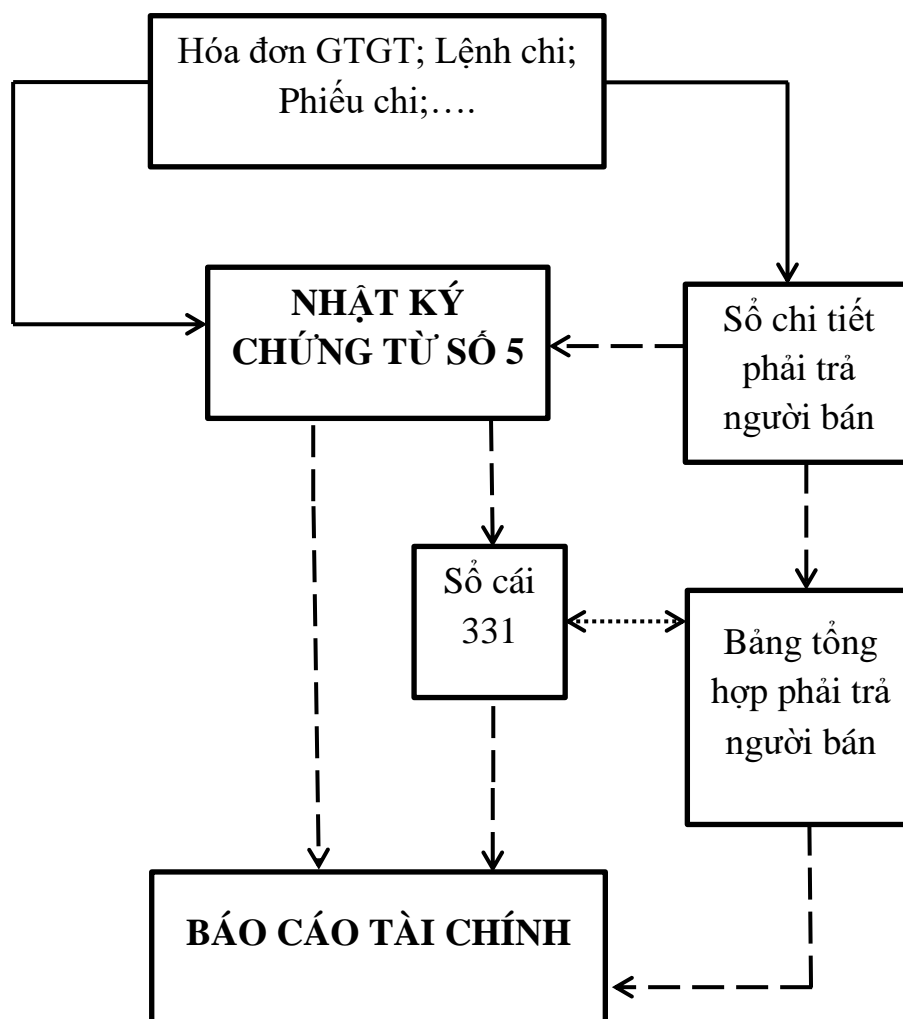 Hóa đơn GTGT; Lệnh chi;
Phiếu chi;….
NHẬT KÝ
CHỨNG TỪ SỐ 5
Sổ chi tiết
phải trả
người bán
Sổ cái
331
Bảng tổng
hợp phải trả
người bán
BÁO CÁO TÀI CHÍNH